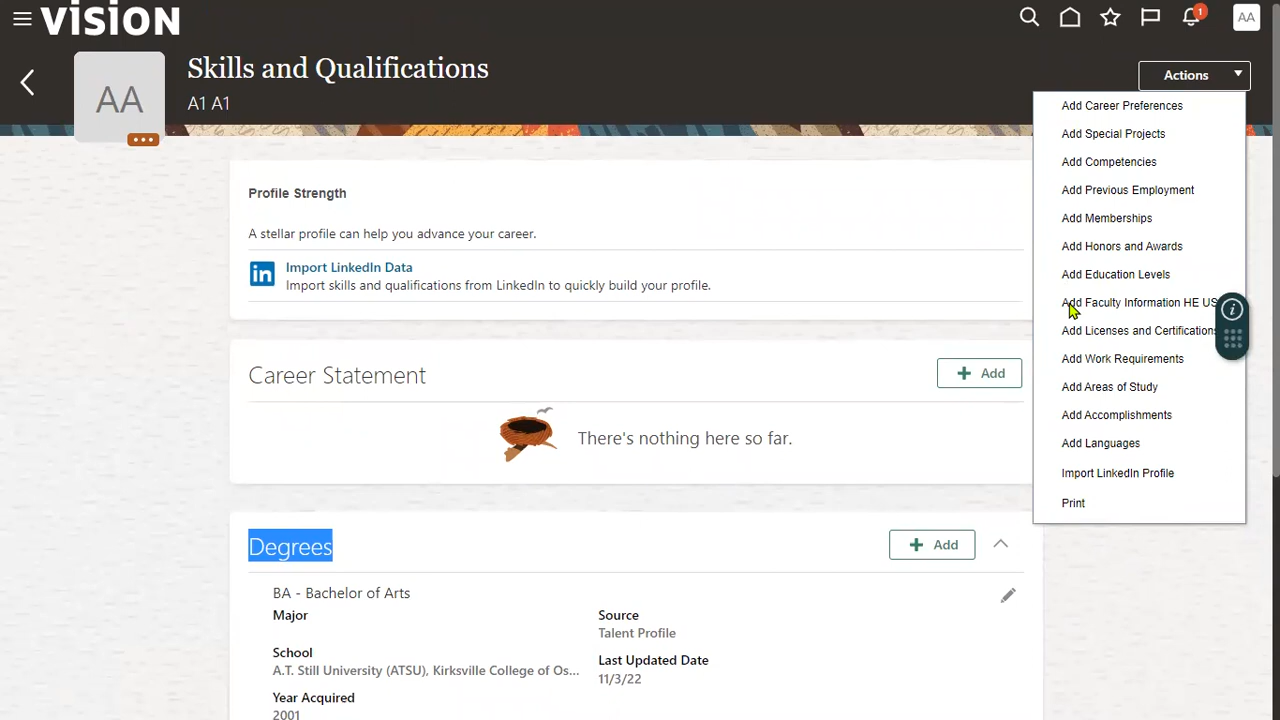 vision
1
AA
AA
Skills and Qualifications
A1 A1
Actions
Add Career Preferences
Add Special Projects
Add Competencies
Add Previous Employment
Add Memberships
Add Honors and Awards
Add Education Levels
Add Faculty Information HE US
Add Licenses and Certifications
Add Work Requirements
Add Areas of Study
Add Accomplishments
Add Languages
Import LinkedIn Profile
Print
Profile Strength
A stellar profile can help you advance your career.
in
Import LinkedIn Data
Import skills and qualifications from LinkedIn to quickly build your profile.
Career Statement
+ Add
There's nothing here so far.
Degrees
+ Add
BA - Bachelor of Arts
Major
Source
Talent Profile
School
A.T. Still University (ATSU), Kirksville College of Os...
Last Updated Date
11/3/22
Year Acquired
2001